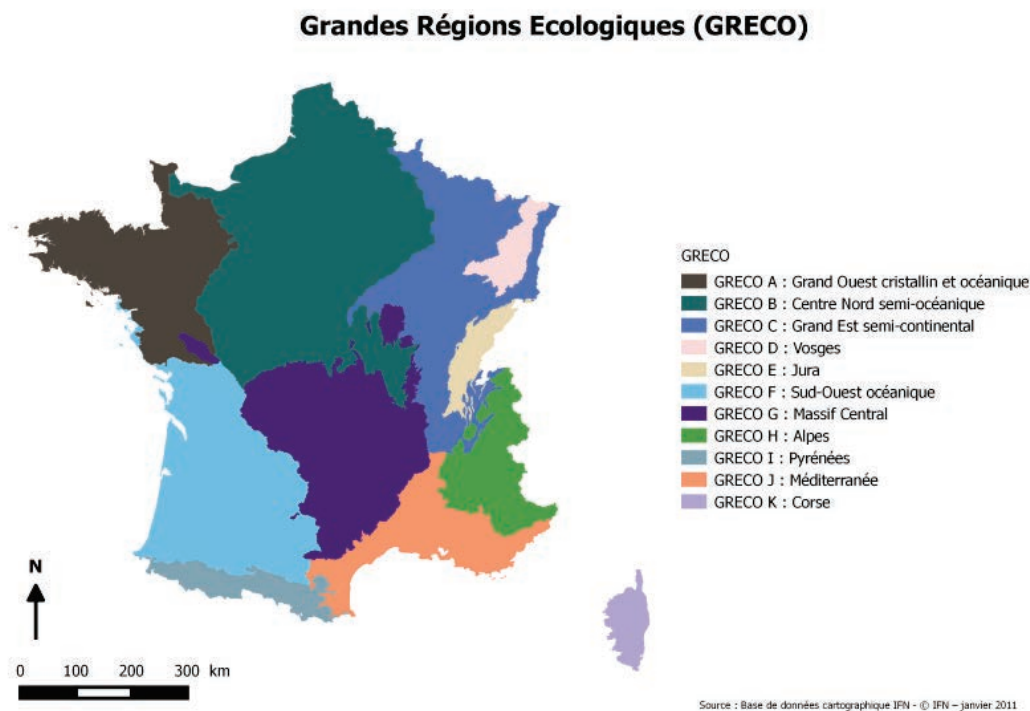 Grandes Régions Ecologiques (GRECO)
GRECO
GRECO A : Grand Ouest cristallin et océanique
GRECO B : Centre Nord semi-océanique
GRECO C : Grand Est semi-continental
GRECO D : Vosges
GRECO E : Jura
GRECO F : Sud-Ouest océanique
GRECO G : Massif Central
GRECO H : Alpes
GRECO I : Pyrénées
GRECO J : Méditerranée
GRECO K : Corse
N
0 100 200 300 km
Source : Base de données cartographique IFN - © IFN – janvier 2011